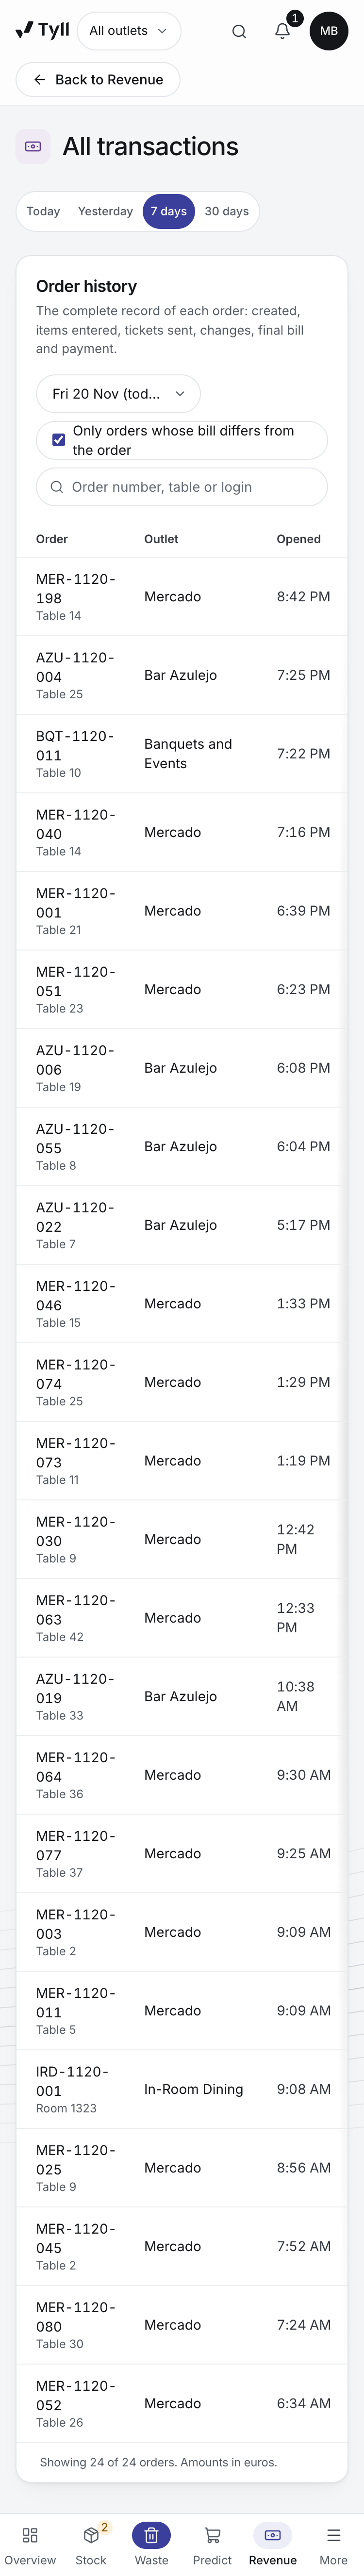 Tyll
All outlets
1
MB
Back to Revenue
All transactions
Today Yesterday 7 days 30 days
Order history
The complete record of each order: created,
items entered, tickets sent, changes, final bill
and payment.
Fri 20 Nov (tod...
Only orders whose bill differs from
the order
Order number, table or login
Order Outlet Opened
MER-1120-
198
Table 14
Mercado
8:42 PM
AZU-1120-
004
Table 25
Bar Azulejo
7:25 PM
BQT-1120-
011
Table 10
Banquets and
Events
7:22 PM
MER-1120-
040
Table 14
Mercado
7:16 PM
MER-1120-
001
Table 21
Mercado
6:39 PM
MER-1120-
051
Table 23
Mercado
6:23 PM
AZU-1120-
006
Table 19
Bar Azulejo
6:08 PM
AZU-1120-
055
Table 8
Bar Azulejo
6:04 PM
AZU-1120-
022
Table 7
Bar Azulejo
5:17 PM
MER-1120-
046
Table 15
Mercado
1:33 PM
MER-1120-
074
Table 25
Mercado
1:29 PM
MER-1120-
073
Table 11
Mercado
1:19 PM
MER-1120-
030
Table 9
Mercado
12:42
PM
MER-1120-
063
Table 42
Mercado
12:33
PM
AZU-1120-
019
Table 33
Bar Azulejo
10:38
AM
MER-1120-
064
Table 36
Mercado
9:30 AM
MER-1120-
077
Table 37
Mercado
9:25 AM
MER-1120-
003
Table 2
Mercado
9:09 AM
MER-1120-
011
Table 5
Mercado
9:09 AM
IRD-1120-
001
Room 1323
In-Room Dining
9:08 AM
MER-1120-
025
Table 9
Mercado
8:56 AM
MER-1120-
045
Table 2
Mercado
7:52 AM
MER-1120-
080
Table 30
Mercado
7:24 AM
MER-1120-
052
Table 26
Mercado
6:34 AM
Showing 24 of 24 orders. Amounts in euros.
2
Overview Stock Waste Predict Revenue More